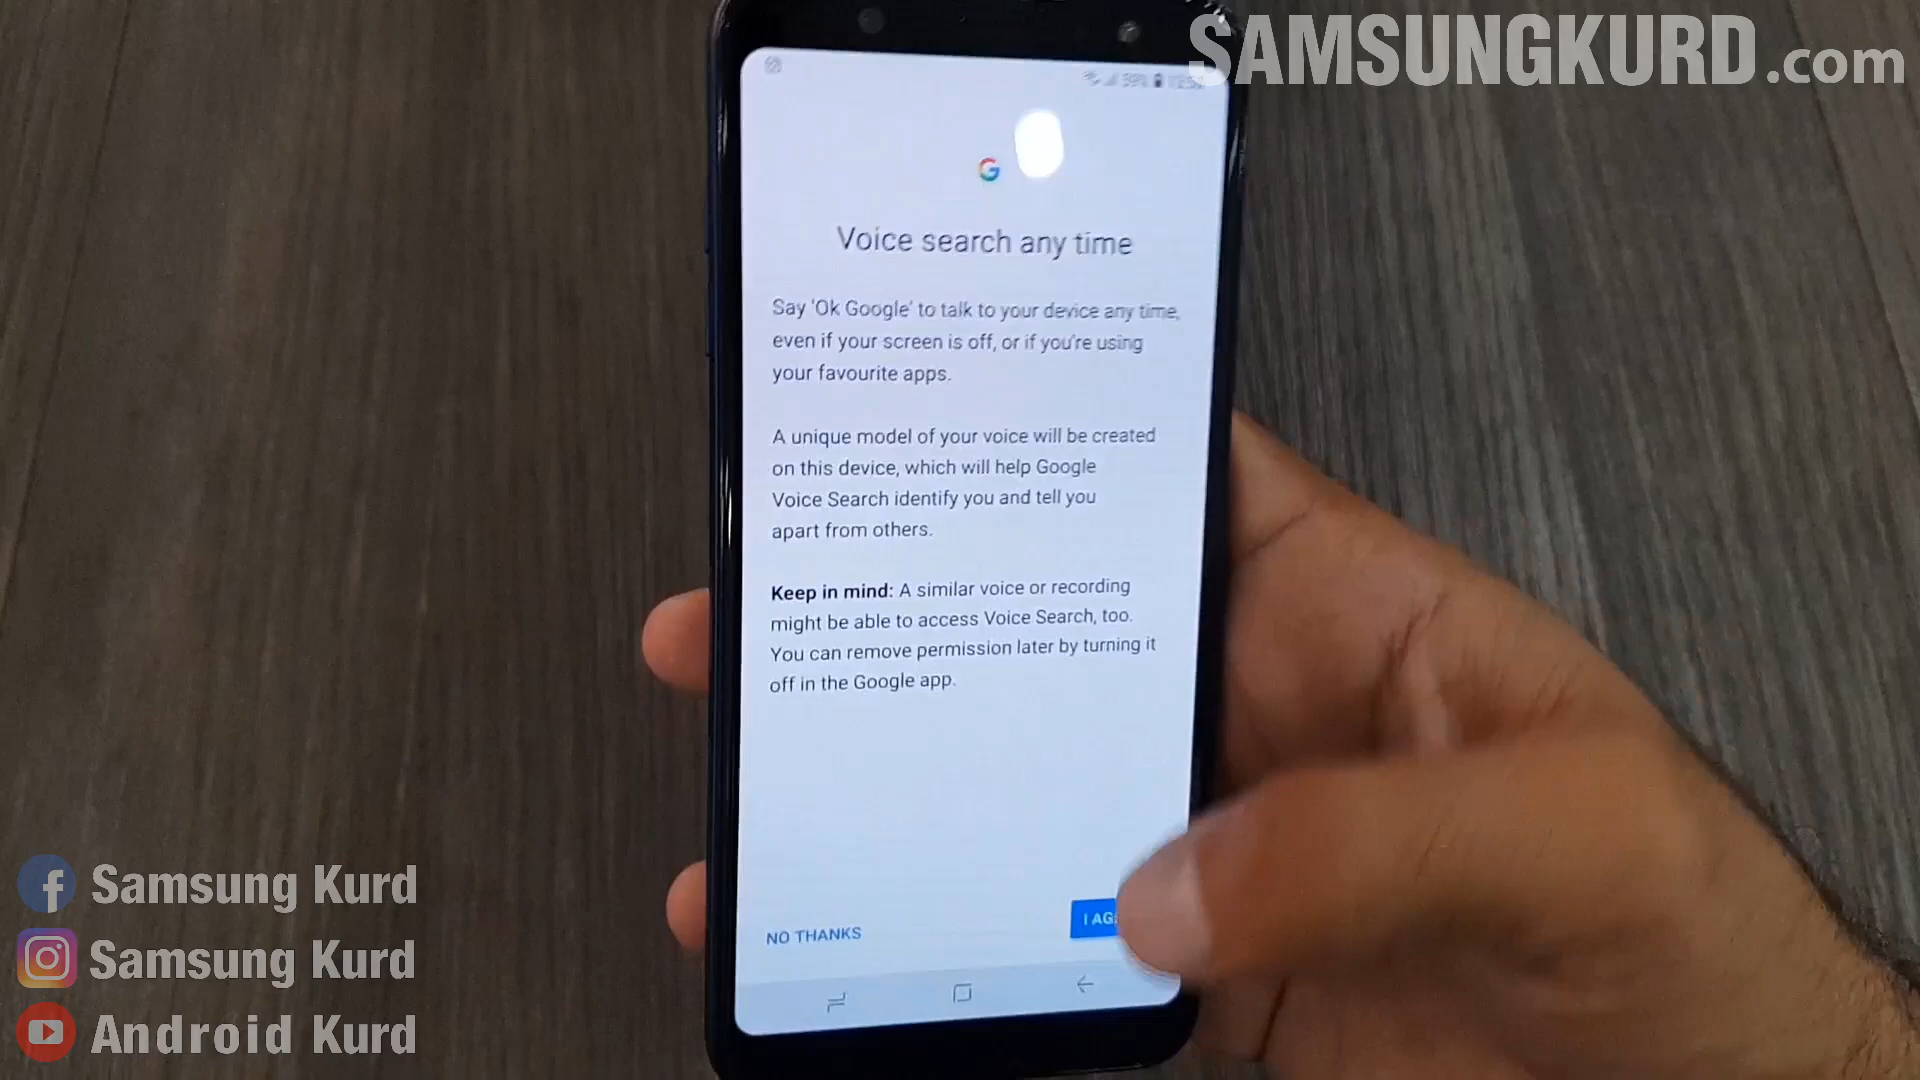 SAMSUNGKURD.com
Voice search any time
Say 'Ok Google' to talk to your device any time,
even if your screen is off, or if you're using
your favourite apps.
A unique model of your voice will be created
on this device, which will help Google
Voice Search identify you and tell you
apart from others.
Keep in mind: A similar voice or recording
might be able to access Voice Search, too.
You can remove permission later by turning it
off in the Google app.
NO THANKS
I AG
Samsung Kurd
Samsung Kurd
Android Kurd